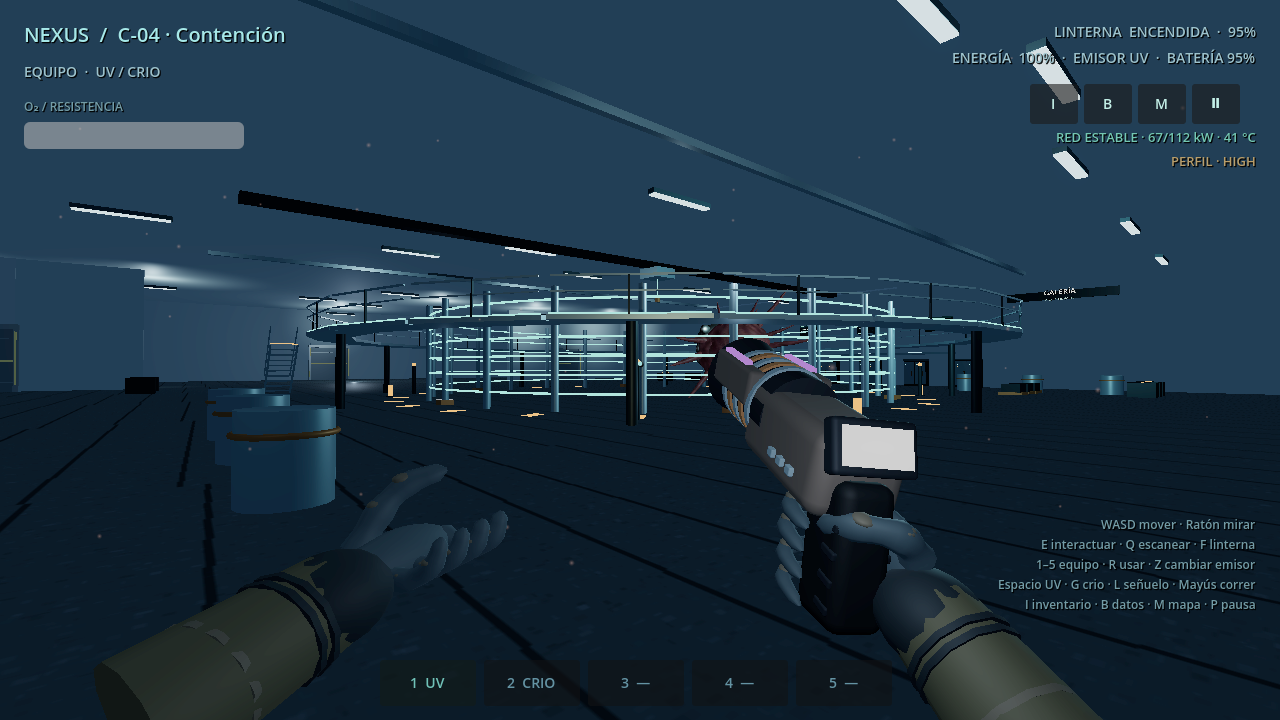 NEXUS / C-04 · Contención
EQUIPO · UV / CRIO
O₂ / RESISTENCIA
LINTERNA ENCENDIDA · 95%
ENERGÍA 100% · EMISOR UV · BATERÍA 95%
I B M II
RED ESTABLE · 67/112 kW · 41 °C
PERFIL · HIGH
GALERÍA
WASD mover · Ratón mirar
E interactuar · Q escanear · F linterna
1–5 equipo · R usar · Z cambiar emisor
Espacio UV · G crio · L señuelo · Mayús correr
I inventario · B datos · M mapa · P pausa
1 UV 2 CRIO 3 — 4 — 5 —